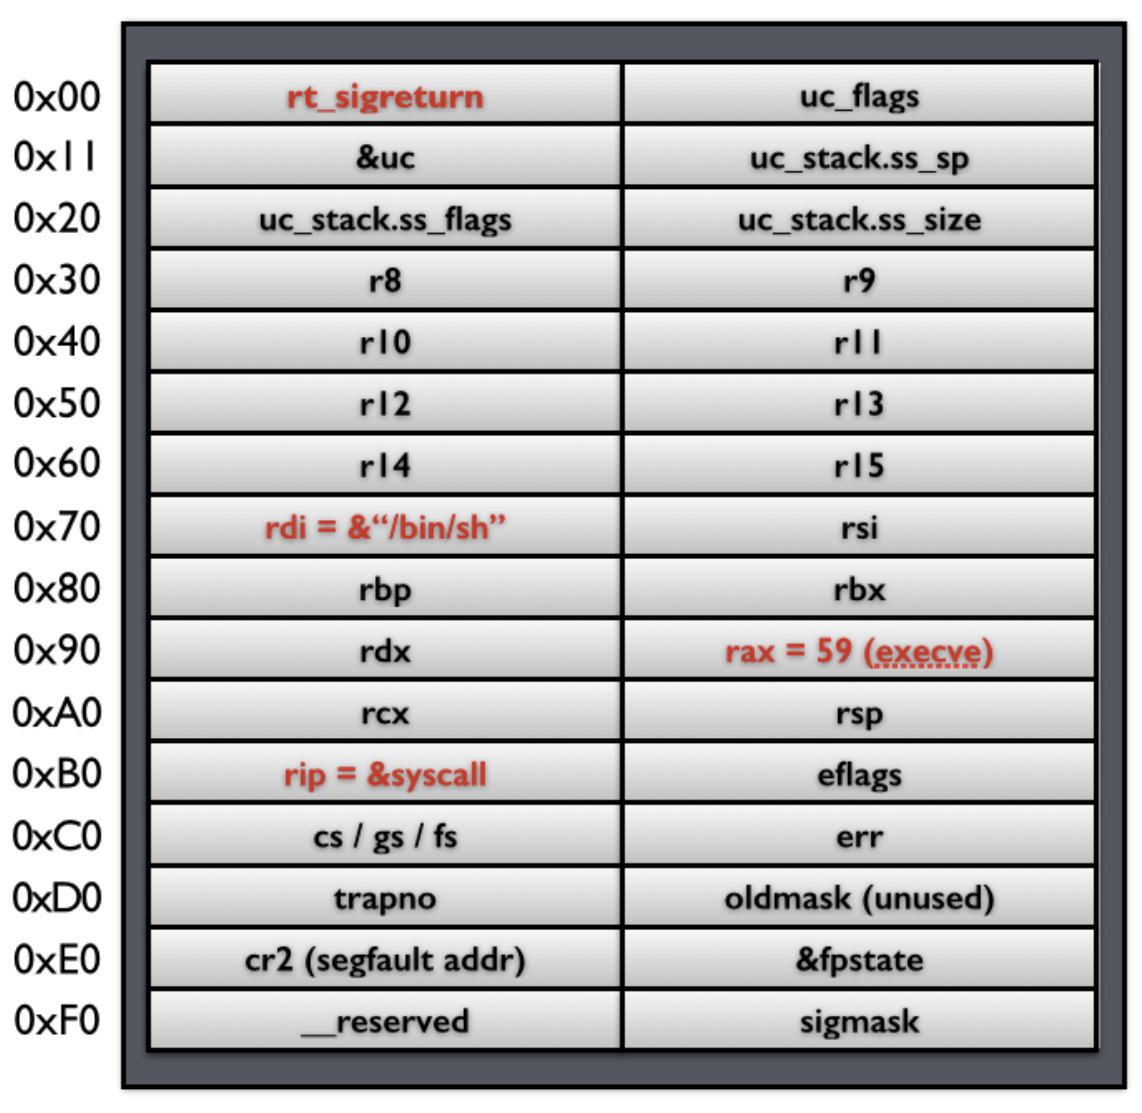 0x00 rt_sigreturn uc_flags
0x11 &uc uc_stack.ss_sp
0x20 uc_stack.ss_flags uc_stack.ss_size
0x30 r8 r9
0x40 r10 r11
0x50 r12 r13
0x60 r14 r15
0x70 rdi = &“/bin/sh” rsi
0x80 rbp rbx
0x90 rdx rax = 59 (execve)
0xA0 rcx rsp
0xB0 rip = &syscall eflags
0xC0 cs / gs / fs err
0xD0 trapno oldmask (unused)
0xE0 cr2 (segfault addr) &fpstate
0xF0 __reserved sigmask